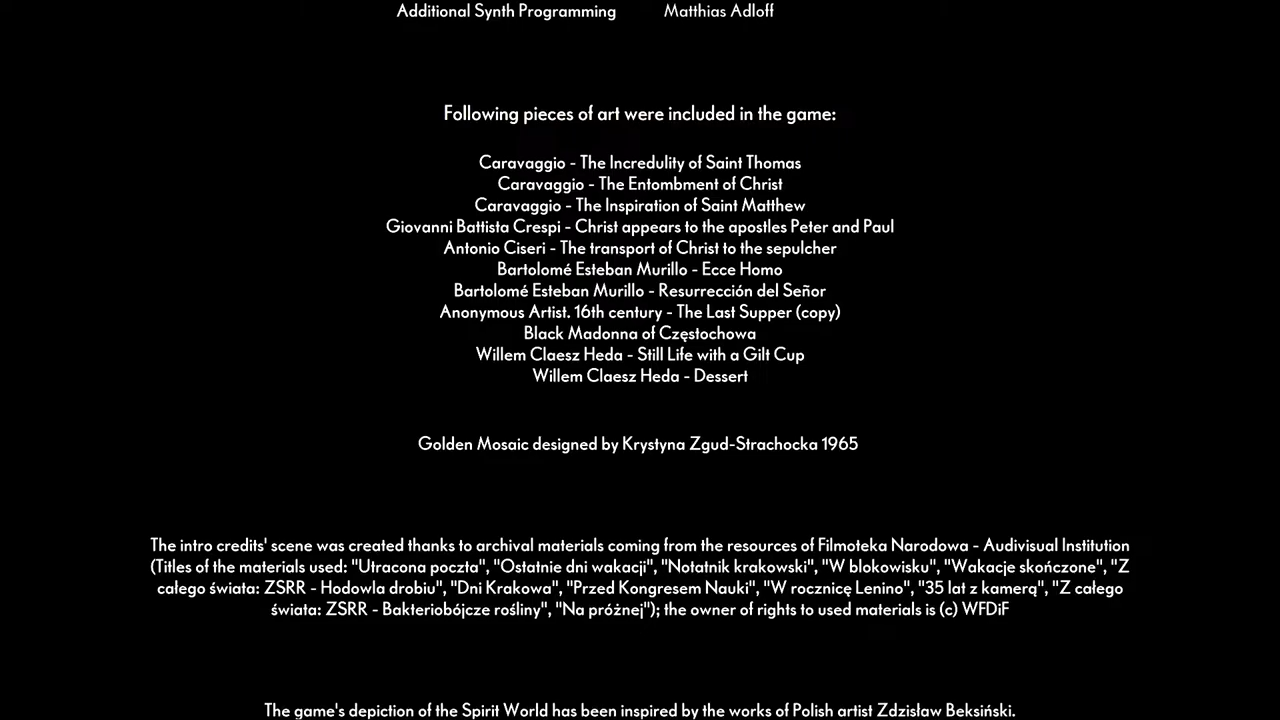 Additional Synth Programming Matthias Adloff
Following pieces of art were included in the game:
Caravaggio - The Incredulity of Saint Thomas
Caravaggio - The Entombment of Christ
Caravaggio - The Inspiration of Saint Matthew
Giovanni Battista Crespi - Christ appears to the apostles Peter and Paul
Antonio Ciseri - The transport of Christ to the sepulcher
Bartolomé Esteban Murillo - Ecce Homo
Bartolomé Esteban Murillo - Resurrección del Señor
Anonymous Artist. 16th century - The Last Supper (copy)
Black Madonna of Częstochowa
Willem Claesz Heda - Still Life with a Gilt Cup
Willem Claesz Heda - Dessert
Golden Mosaic designed by Krystyna Zgud-Strachocka 1965
The intro credits' scene was created thanks to archival materials coming from the resources of Filmoteka Narodowa - Audivisual Institution
(Titles of the materials used: "Utracona poczta", "Ostatnie dni wakacji", "Notatnik krakowski", "W blokowisku", "Wakacje skończone", "Z
całego świata: ZSRR - Hodowla drobiu", "Dni Krakowa", "Przed Kongresem Nauki", "W rocznicę Lenino", "35 lat z kamerą", "Z całego
świata: ZSRR - Bakteriobójcze rośliny", "Na próżnej"); the owner of rights to used materials is (c) WFDiF
The game's depiction of the Spirit World has been inspired by the works of Polish artist Zdzisław Beksiński.